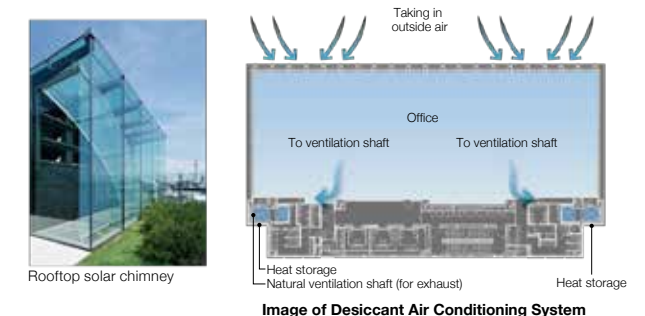 Taking in
outside air
Office
To ventilation shaft
To ventilation shaft
Heat storage
Natural ventilation shaft (for exhaust)
Heat storage
Rooftop solar chimney
Image of Desiccant Air Conditioning System